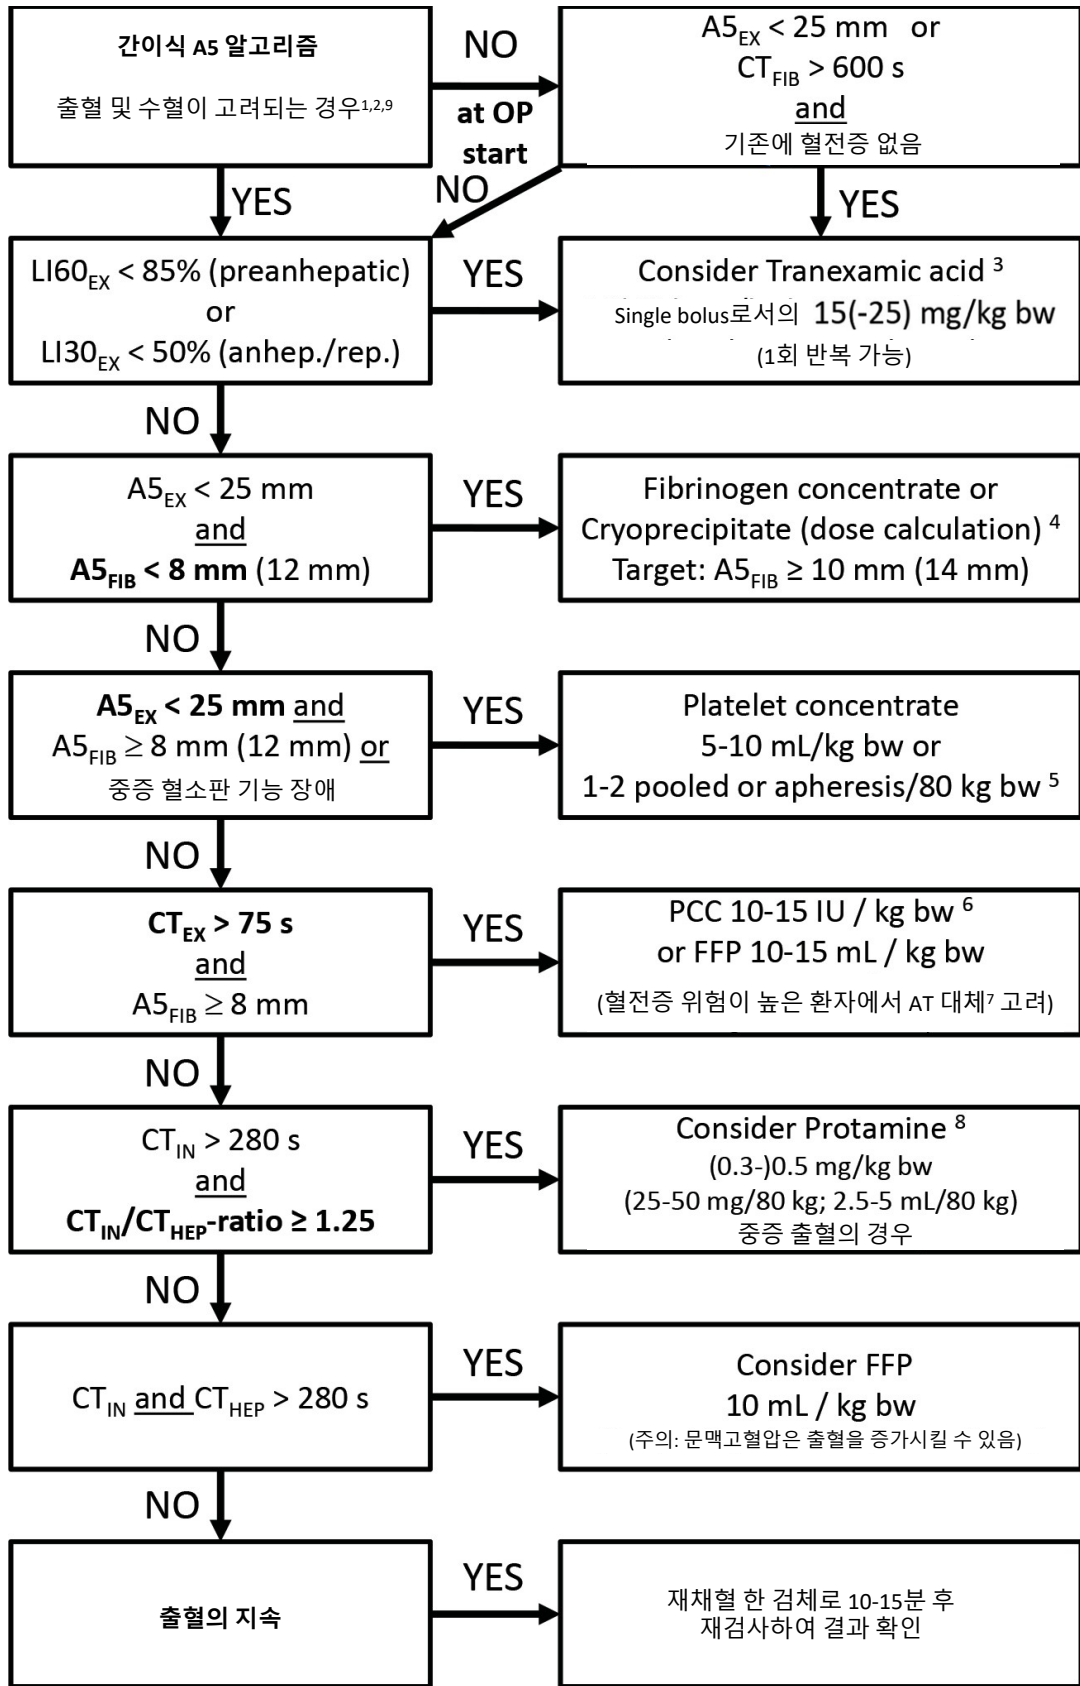 간이식 A5 알고리즘
출혈 및 수혈이 고려되는 경우1,2,9
NO
at OP
start
A5EX < 25 mm or
CTFIB > 600 s
and
기존에 혈전증 없음
NO
YES
YES
LI60EX < 85% (preanhepatic)
or
LI30EX < 50% (anhep./rep.)
YES
Consider Tranexamic acid 3
Single bolus로서의 15(-25) mg/kg bw
(1회 반복 가능)
NO
A5EX < 25 mm
and
A5FIB < 8 mm (12 mm)
YES
Fibrinogen concentrate or
Cryoprecipitate (dose calculation) 4
Target: A5FIB ≥ 10 mm (14 mm)
NO
A5EX < 25 mm and
A5FIB ≥ 8 mm (12 mm) or
중증 혈소판 기능 장애
YES
Platelet concentrate
5-10 mL/kg bw or
1-2 pooled or apheresis/80 kg bw 5
NO
CTEX > 75 s
and
A5FIB ≥ 8 mm
YES
PCC 10-15 IU / kg bw 6
or FFP 10-15 mL / kg bw
(혈전증 위험이 높은 환자에서 AT 대체7 고려)
NO
CTIN > 280 s
and
CTIN/CTHEP-ratio ≥ 1.25
YES
Consider Protamine 8
(0.3-)0.5 mg/kg bw
(25-50 mg/80 kg; 2.5-5 mL/80 kg)
중증 출혈의 경우
NO
CTIN and CTHEP > 280 s
YES
Consider FFP
10 mL / kg bw
(주의: 문맥고혈압은 출혈을 증가시킬 수 있음)
NO
출혈의 지속
YES
재채혈 한 검체로 10-15분 후
재검사하여 결과 확인